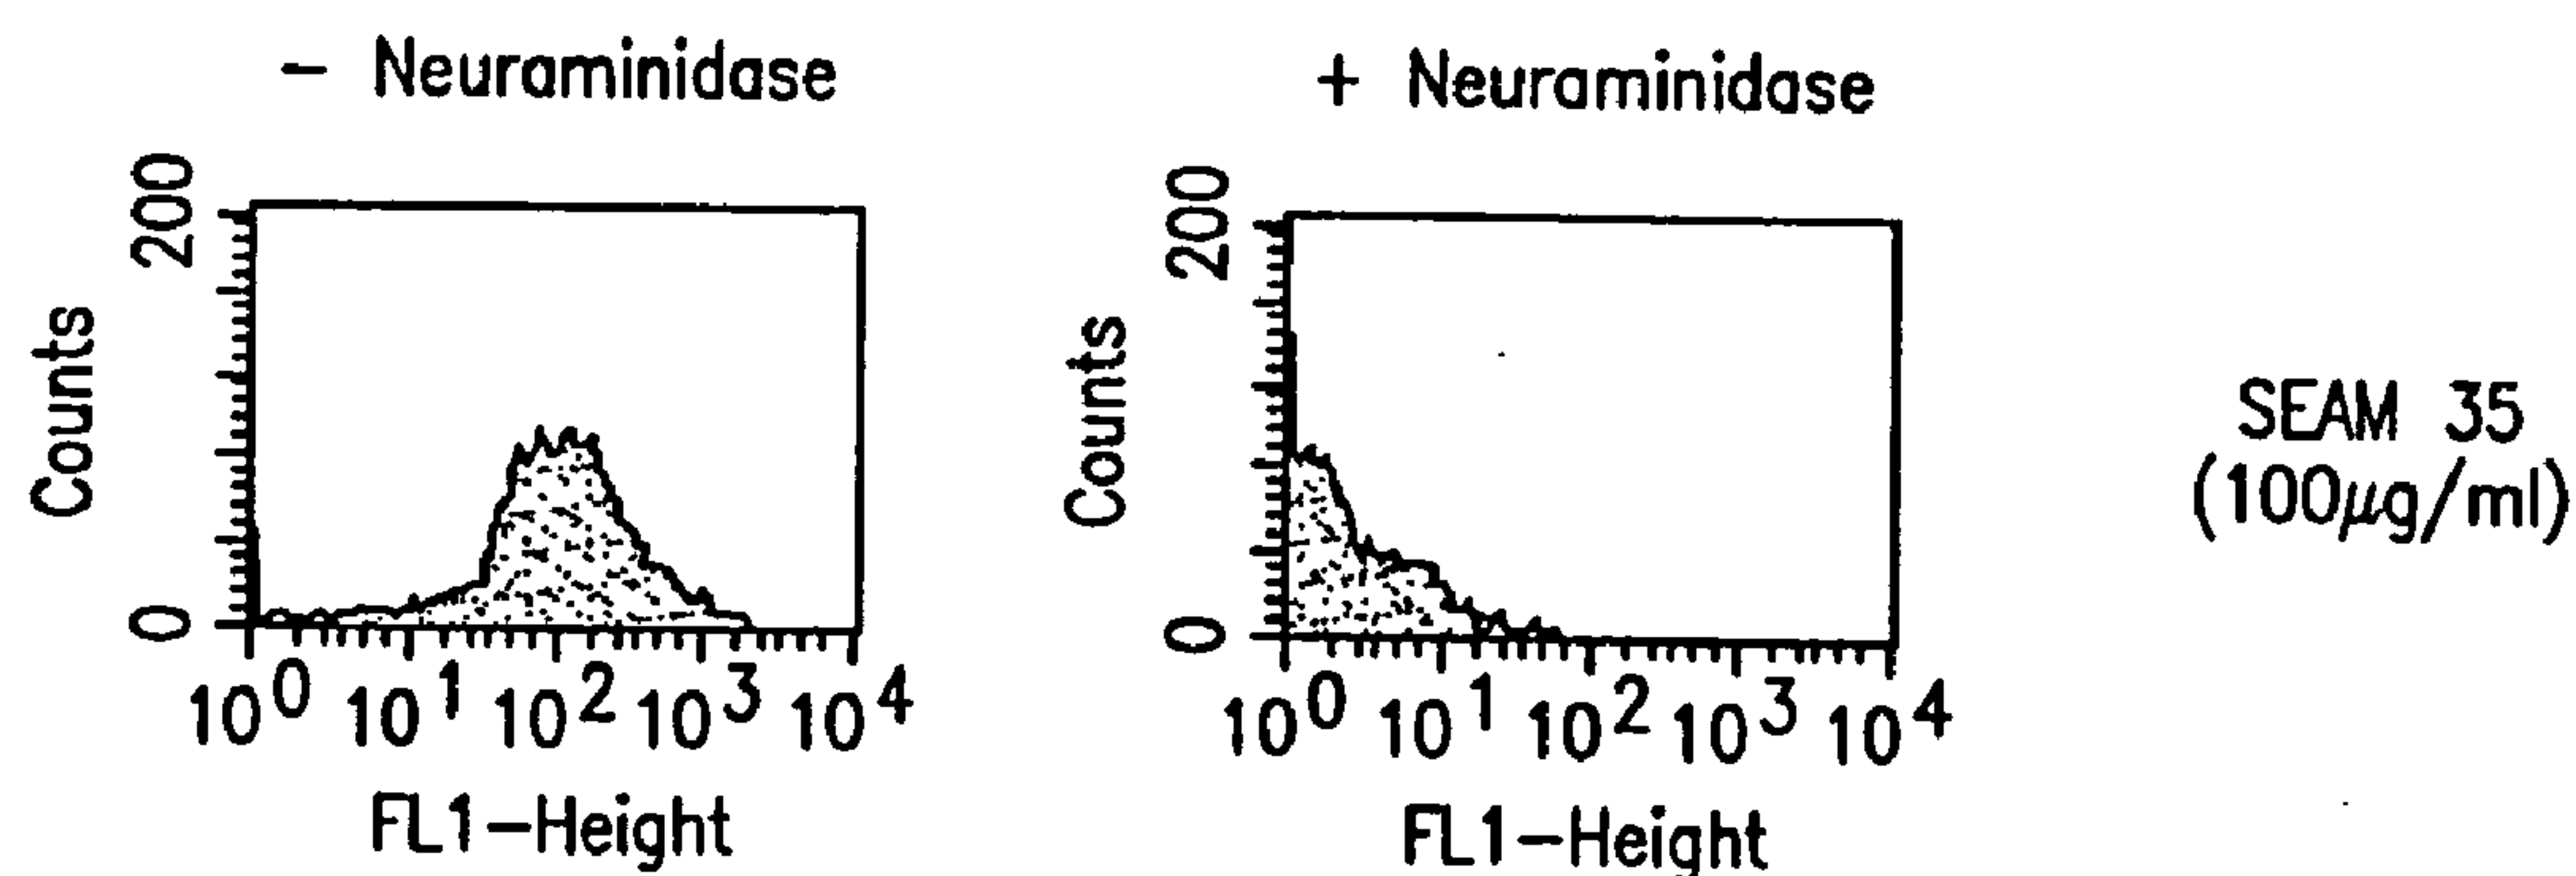 − Neuraminidase
200
Counts
0
10^0 10^1 10^2 10^3 10^4
FL1−Height
+ Neuraminidase
200
Counts
0
10^0 10^1 10^2 10^3 10^4
FL1−Height
SEAM 35
(100μg/ml)